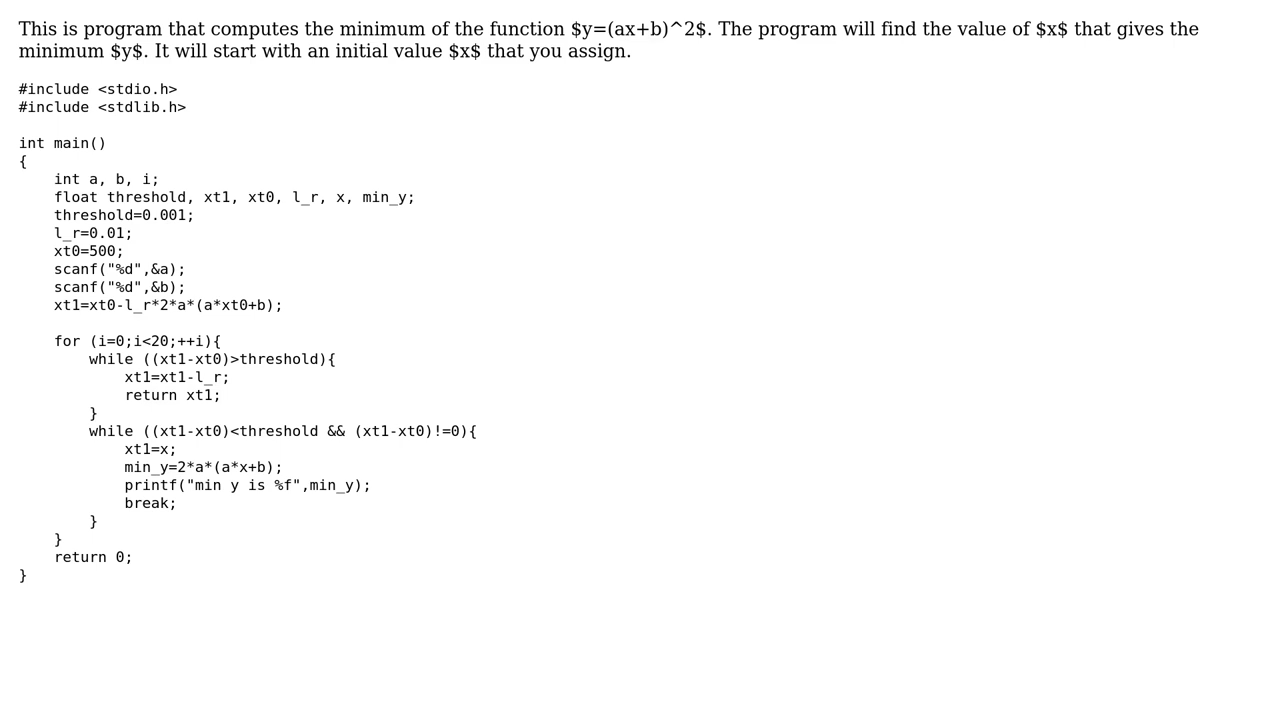 This is program that computes the minimum of the function $y=(ax+b)^2$. The program will find the value of $x$ that gives the
minimum $y$. It will start with an initial value $x$ that you assign.
#include <stdio.h>
#include <stdlib.h>
int main()
{
    int a, b, i;
    float threshold, xt1, xt0, l_r, x, min_y;
    threshold=0.001;
    l_r=0.01;
    xt0=500;
    scanf("%d",&a);
    scanf("%d",&b);
    xt1=xt0-l_r*2*a*(a*xt0+b);
    for (i=0;i<20;++i){
        while ((xt1-xt0)>threshold){
            xt1=xt1-l_r;
            return xt1;
        }
        while ((xt1-xt0)<threshold && (xt1-xt0)!=0){
            xt1=x;
            min_y=2*a*(a*x+b);
            printf("min y is %f",min_y);
            break;
        }
    }
    return 0;
}